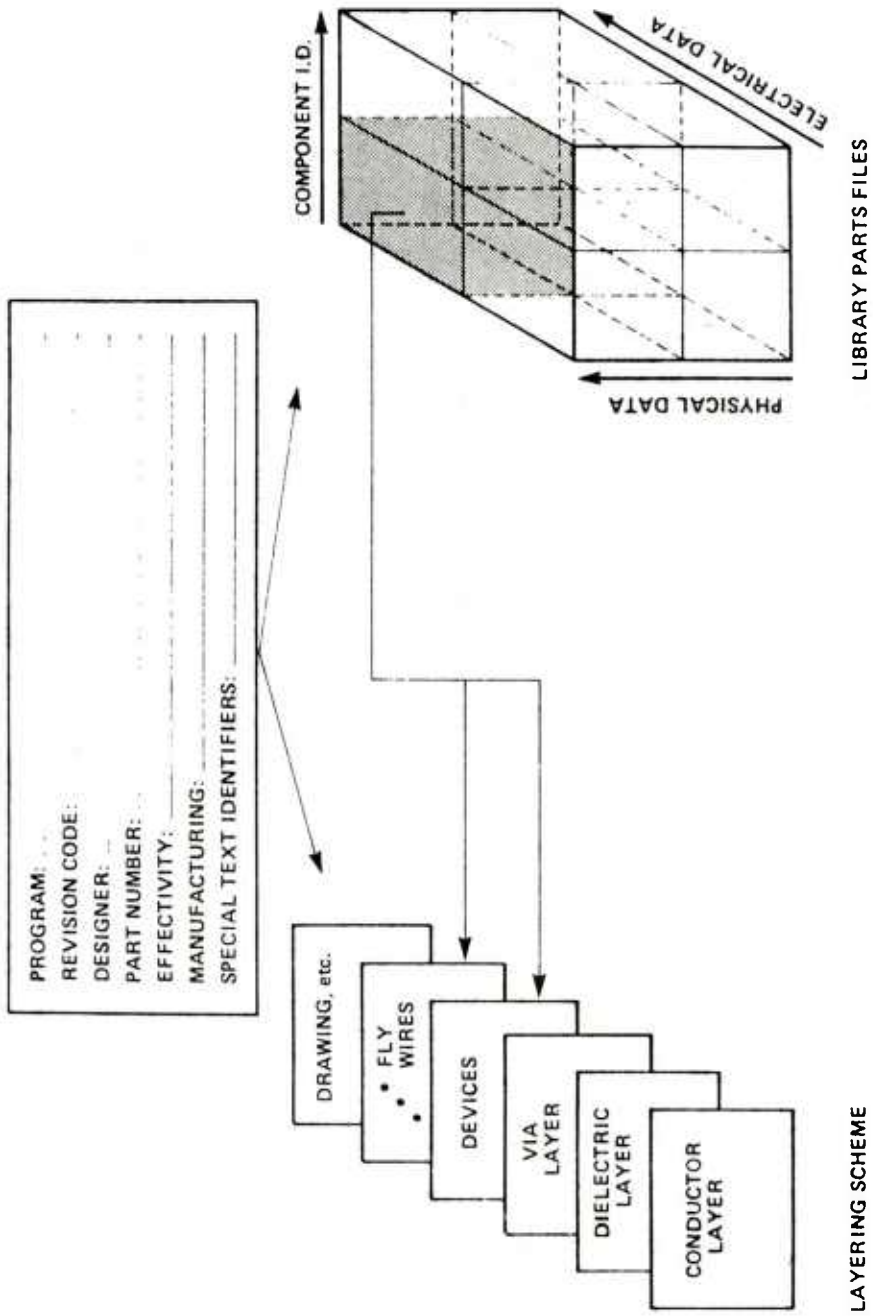 PROGRAM:
REVISION CODE:
DESIGNER:
PART NUMBER:
EFFECTIVITY:
MANUFACTURING:
SPECIAL TEXT IDENTIFIERS:
DRAWING, etc.
FLY
WIRES
DEVICES
VIA
LAYER
DIELECTRIC
LAYER
CONDUCTOR
LAYER
LAYERING SCHEME
COMPONENT I.D.
ELECTRICAL DATA
PHYSICAL DATA
LIBRARY PARTS FILES